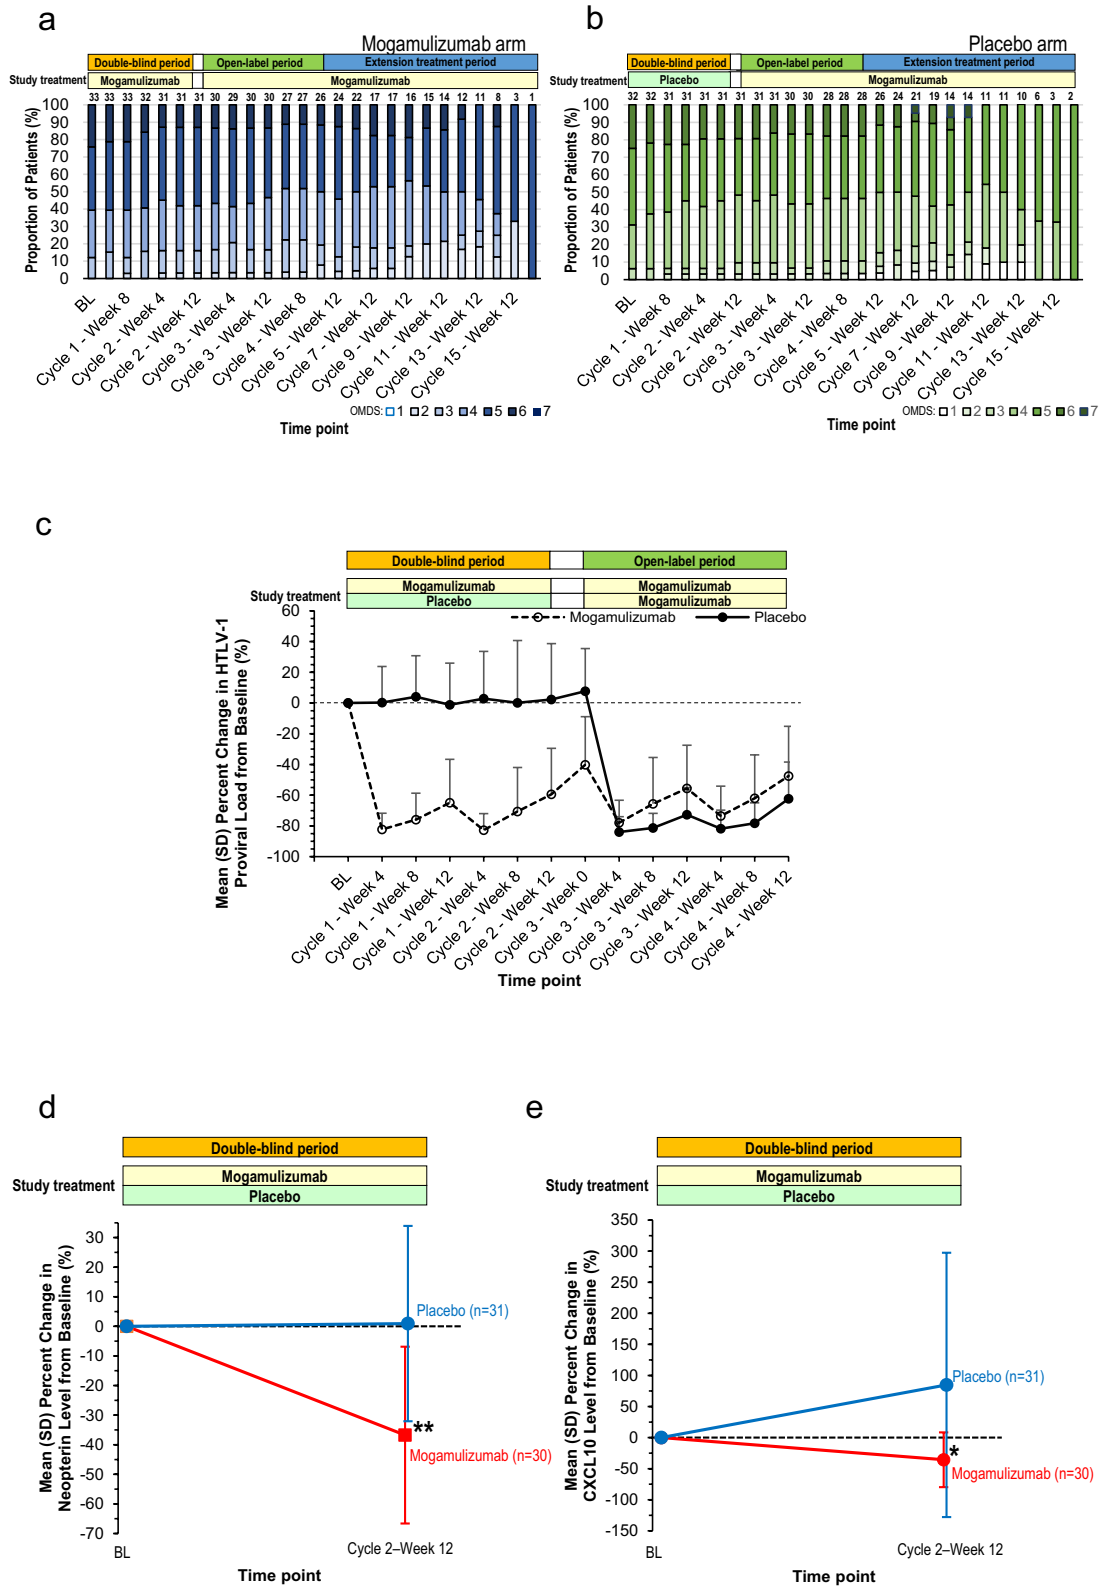 a
Mogamulizumab arm
Double-blind period Open-label period Extension treatment period
Study treatment Mogamulizumab Mogamulizumab
33 33 33 32 31 31 31 30 29 30 30 27 27 26 24 22 17 17 16 15 14 12 11 8 3 1
Proportion of Patients (%)
100
90
80
70
60
50
40
30
20
10
0
BL
Cycle 1 - Week 8
Cycle 2 - Week 4
Cycle 2 - Week 12
Cycle 3 - Week 4
Cycle 3 - Week 12
Cycle 4 - Week 8
Cycle 5 - Week 12
Cycle 7 - Week 12
Cycle 9 - Week 12
Cycle 11 - Week 12
Cycle 13 - Week 12
Cycle 15 - Week 12
OMDS: 1 2 3 4 5 6 7
Time point
b
Placebo arm
Double-blind period Open-label period Extension treatment period
Study treatment Placebo Mogamulizumab
32 32 31 31 31 31 31 31 31 30 30 28 28 28 26 24 21 19 14 14 11 11 10 6 3 2
Proportion of Patients (%)
100
90
80
70
60
50
40
30
20
10
0
BL
Cycle 1 - Week 8
Cycle 2 - Week 4
Cycle 2 - Week 12
Cycle 3 - Week 4
Cycle 3 - Week 12
Cycle 4 - Week 8
Cycle 5 - Week 12
Cycle 7 - Week 12
Cycle 9 - Week 12
Cycle 11 - Week 12
Cycle 13 - Week 12
Cycle 15 - Week 12
OMDS: 1 2 3 4 5 6 7
Time point
c
Double-blind period Open-label period
Study treatment
Mogamulizumab Mogamulizumab
Placebo Mogamulizumab
Mogamulizumab Placebo
Mean (SD) Percent Change in HTLV-1
Proviral Load from Baseline (%)
60
40
20
0
-20
-40
-60
-80
-100
BL
Cycle 1 - Week 4
Cycle 1 - Week 8
Cycle 1 - Week 12
Cycle 2 - Week 4
Cycle 2 - Week 8
Cycle 2 - Week 12
Cycle 3 - Week 0
Cycle 3 - Week 4
Cycle 3 - Week 8
Cycle 3 - Week 12
Cycle 4 - Week 4
Cycle 4 - Week 8
Cycle 4 - Week 12
Time point
d
Double-blind period
Study treatment
Mogamulizumab
Placebo
Mean (SD) Percent Change in
Neopterin Level from Baseline (%)
30
20
10
0
-10
-20
-30
-40
-50
-60
-70
Placebo (n=31)
**
Mogamulizumab (n=30)
BL
Cycle 2–Week 12
Time point
e
Double-blind period
Study treatment
Mogamulizumab
Placebo
Mean (SD) Percent Change in
CXCL10 Level from Baseline (%)
350
300
250
200
150
100
50
0
-50
-100
-150
Placebo (n=31)
*
Mogamulizumab (n=30)
BL
Cycle 2–Week 12
Time point